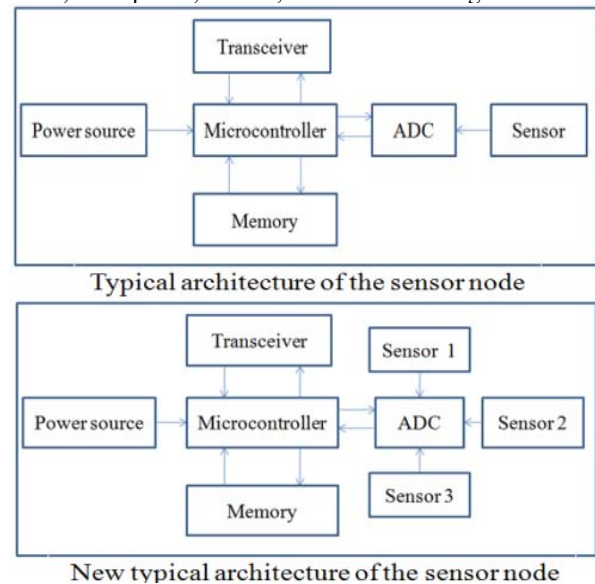 Transceiver
Power source
Microcontroller
ADC
Sensor
Memory
Typical architecture of the sensor node
Transceiver
Sensor 1
Power source
Microcontroller
ADC
Sensor 2
Sensor 3
Memory
New typical architecture of the sensor node